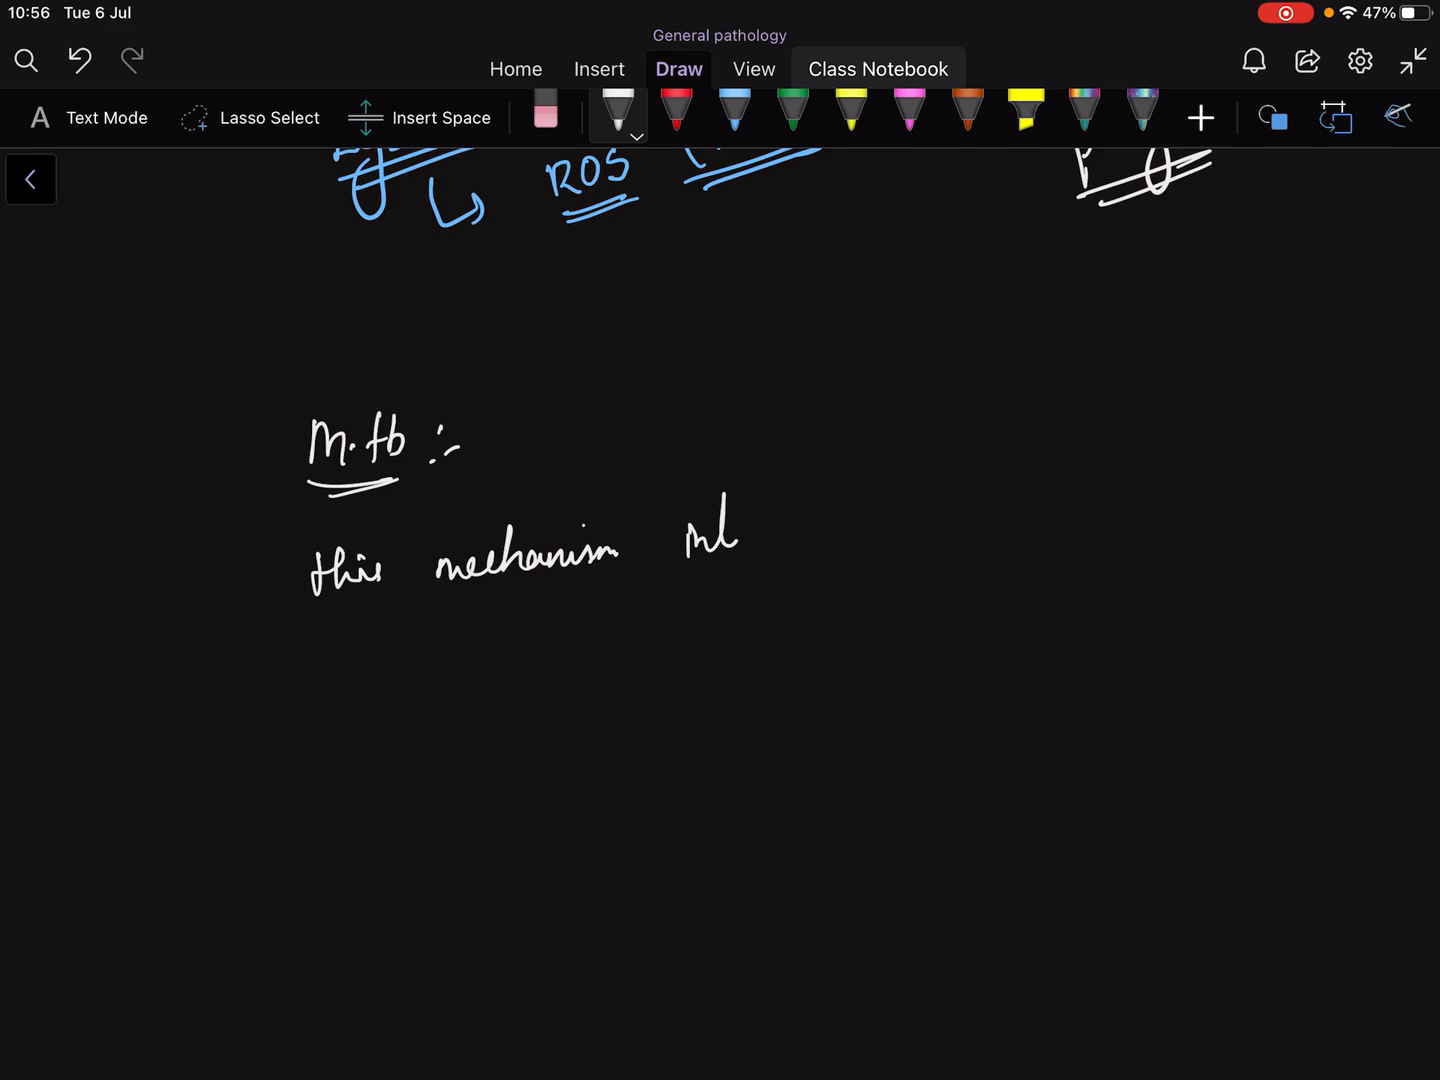 10:56 Tue 6 Jul
47%
General pathology
Home Insert Draw View Class Notebook
A Text Mode Lasso Select Insert Space
ROS
M.tb :-
this mechanism